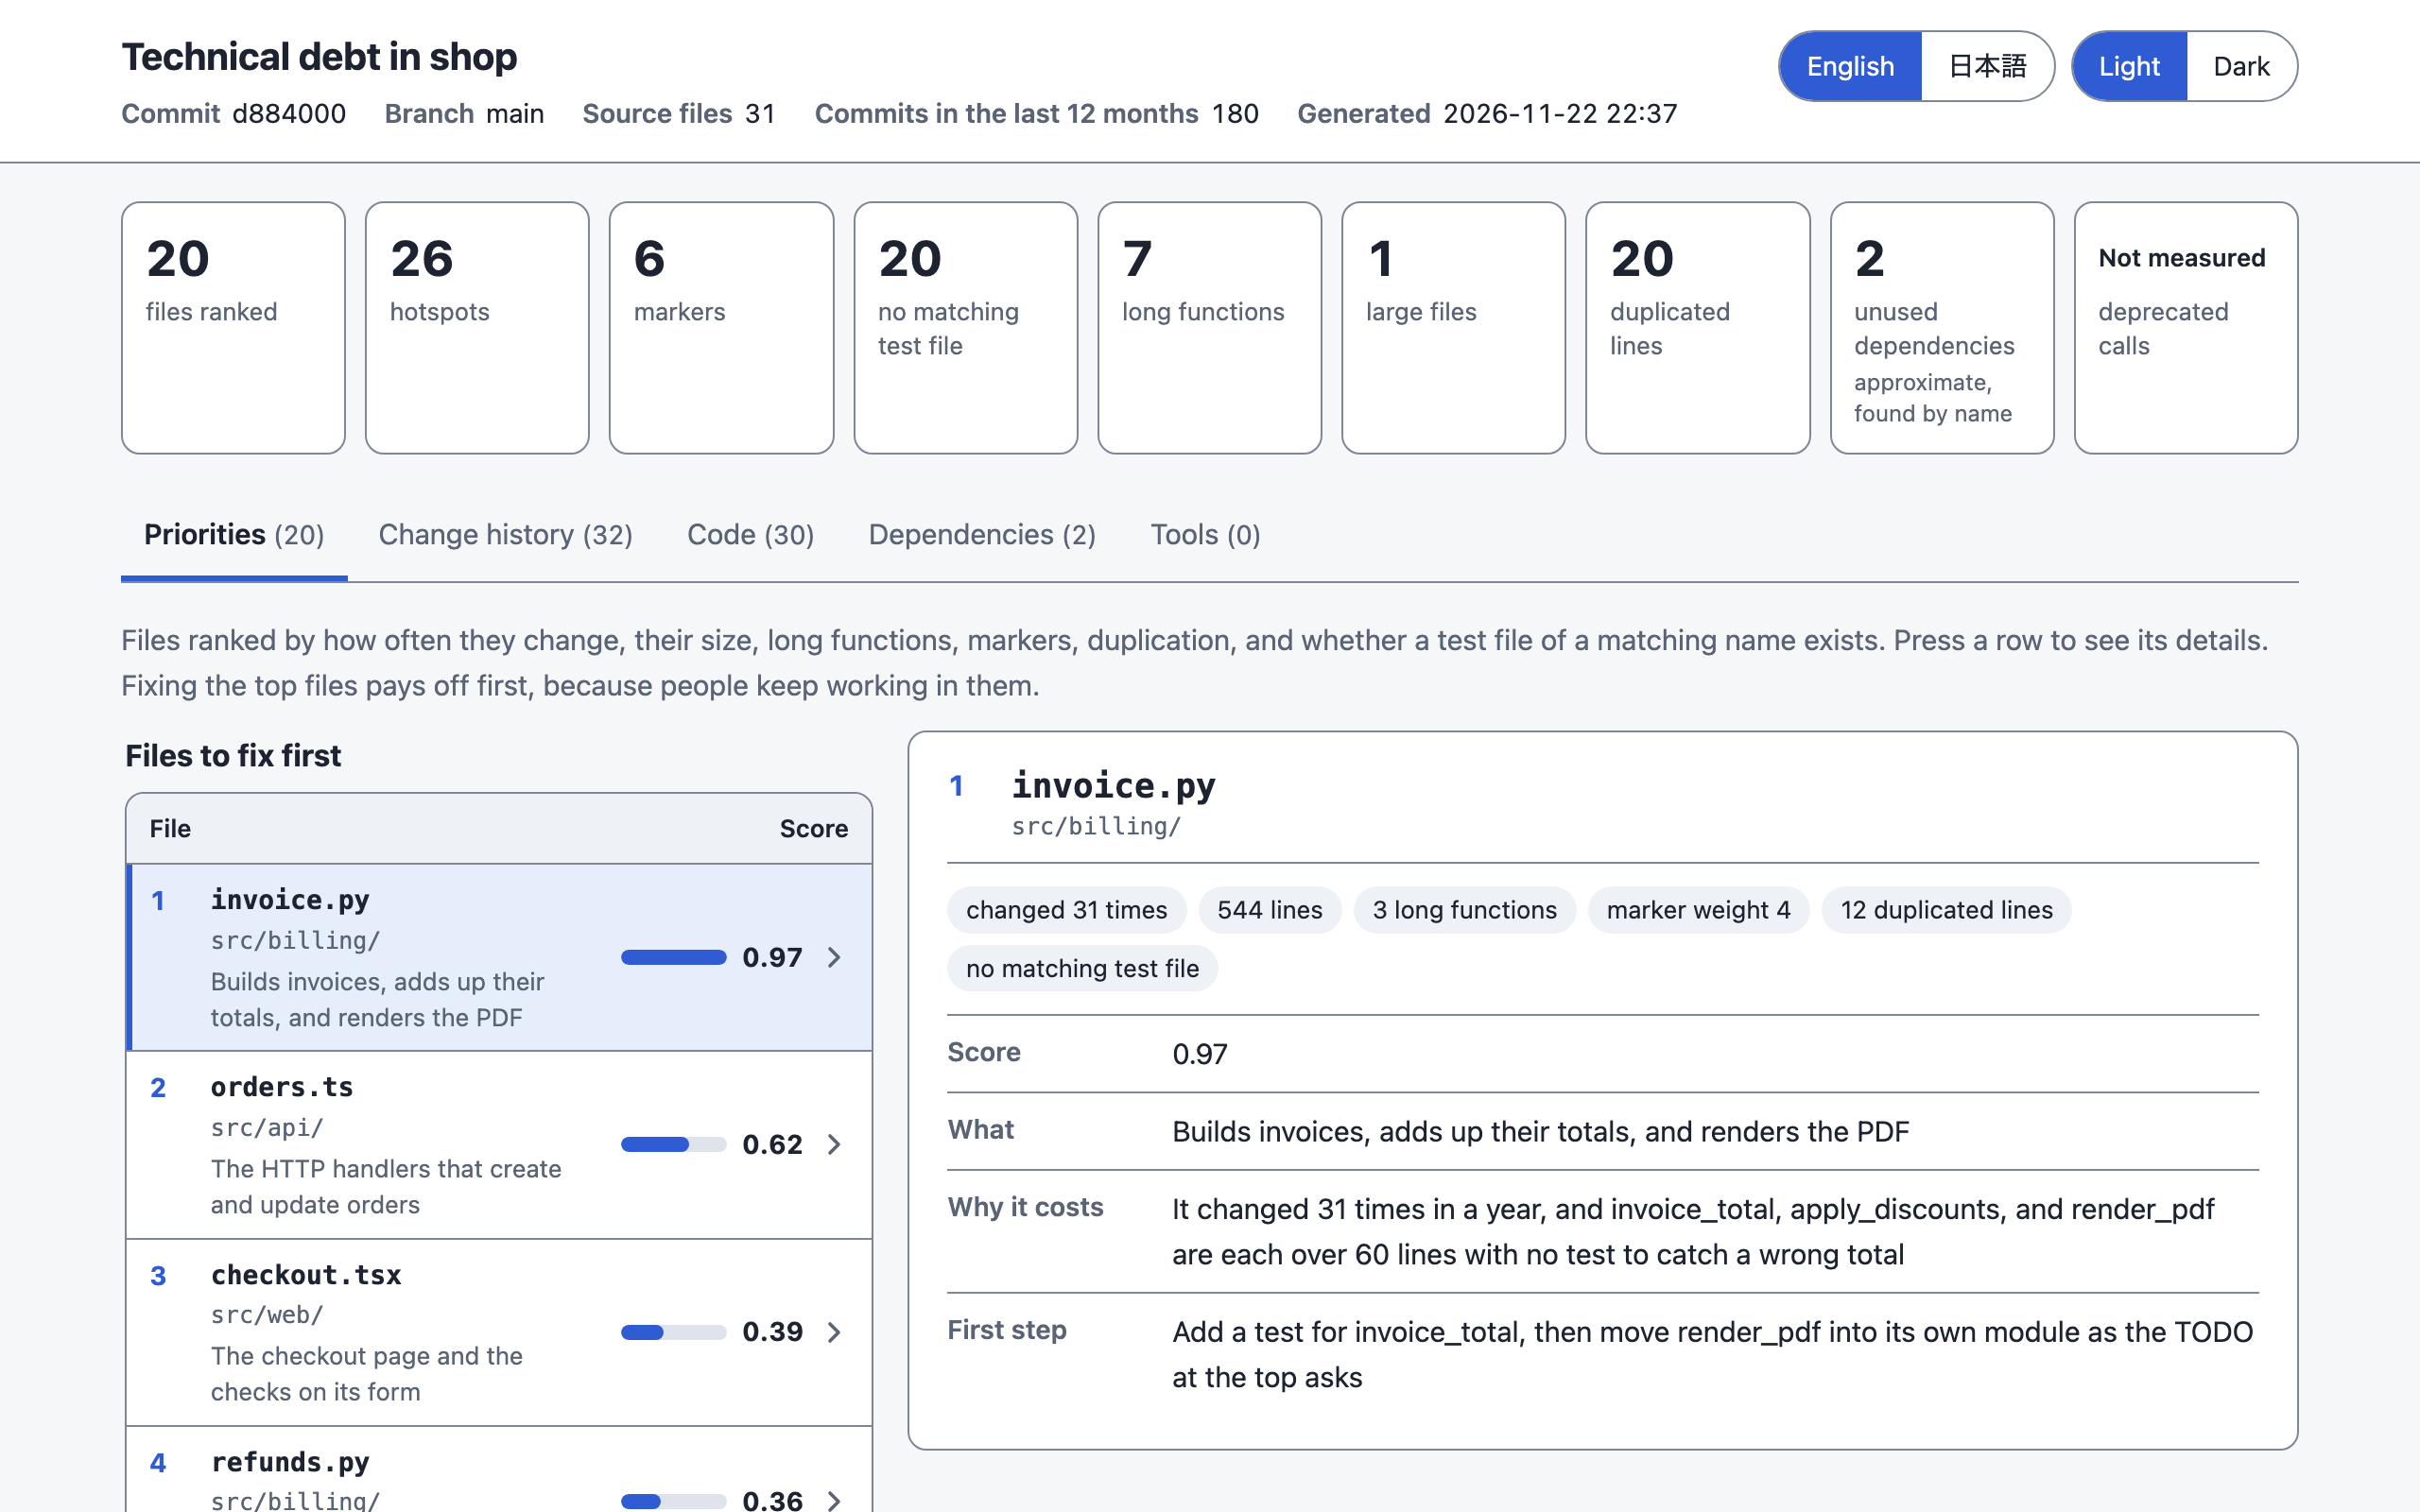 Technical debt in shop
Commit d884000 Branch main Source files 31 Commits in the last 12 months 180 Generated 2026-11-22 22:37
English 日本語 Light Dark
20
files ranked
26
hotspots
6
markers
20
no matching
test file
7
long functions
1
large files
20
duplicated
lines
2
unused
dependencies
approximate,
found by name
Not measured
deprecated
calls
Priorities (20) Change history (32) Code (30) Dependencies (2) Tools (0)
Files ranked by how often they change, their size, long functions, markers, duplication, and whether a test file of a matching name exists. Press a row to see its details.
Fixing the top files pays off first, because people keep working in them.
Files to fix first
File Score
1 invoice.py
src/billing/
Builds invoices, adds up their
totals, and renders the PDF
0.97
2 orders.ts
src/api/
The HTTP handlers that create
and update orders
0.62
3 checkout.tsx
src/web/
The checkout page and the
checks on its form
0.39
4 refunds.py
src/billing/
0.36
1 invoice.py
src/billing/
changed 31 times 544 lines 3 long functions marker weight 4 12 duplicated lines
no matching test file
Score 0.97
What Builds invoices, adds up their totals, and renders the PDF
Why it costs It changed 31 times in a year, and invoice_total, apply_discounts, and render_pdf
are each over 60 lines with no test to catch a wrong total
First step Add a test for invoice_total, then move render_pdf into its own module as the TODO
at the top asks